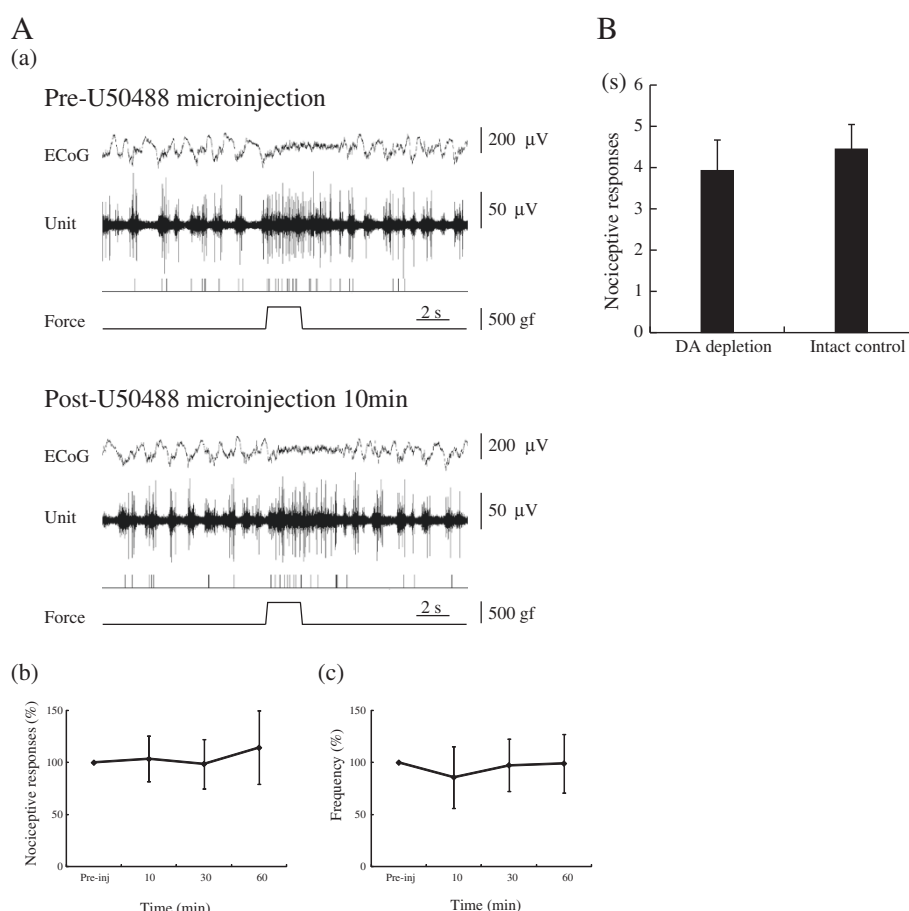 A
(a)
Pre-U50488 microinjection
ECoG
200 µV
Unit
50 µV
Force
2 s
500 gf
Post-U50488 microinjection 10min
ECoG
200 µV
Unit
50 µV
Force
2 s
500 gf
(b)
Nociceptive responses (%)
150
100
50
0
Pre-inj 10 30 60
Time (min)
(c)
Frequency (%)
150
100
50
0
Pre-inj 10 30 60
Time (min)
B
(s)
Nociceptive responses
6
5
4
3
2
1
0
DA depletion Intact control